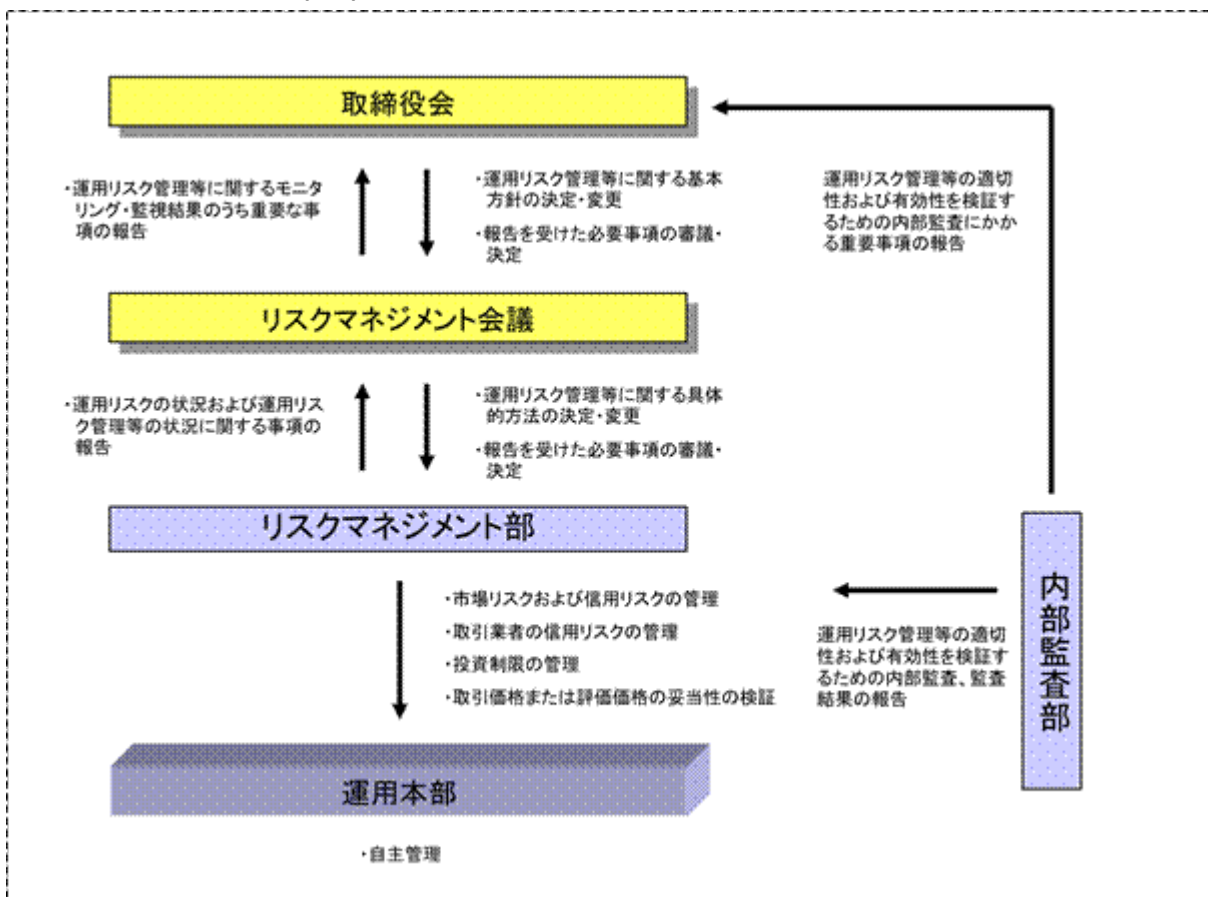 取締役会
・運用リスク管理等に関するモニ
タリング・監視結果のうち重要な事
項の報告
・運用リスク管理等に関する基本
方針の決定・変更
・報告を受けた必要事項の審議・
決定
運用リスク管理等の適切
性および有効性を検証す
るための内部監査にかか
る重要事項の報告
リスクマネジメント会議
・運用リスクの状況および運用リス
ク管理等の状況に関する事項の
報告
・運用リスク管理等に関する具体
的方法の決定・変更
・報告を受けた必要事項の審議・
決定
リスクマネジメント部
・市場リスクおよび信用リスクの管理
・取引業者の信用リスクの管理
・投資制限の管理
・取引価格または評価価格の妥当性の検証
運用リスク管理等の適切
性および有効性を検証す
るための内部監査、監査
結果の報告
内部監査部
運用本部
・自主管理